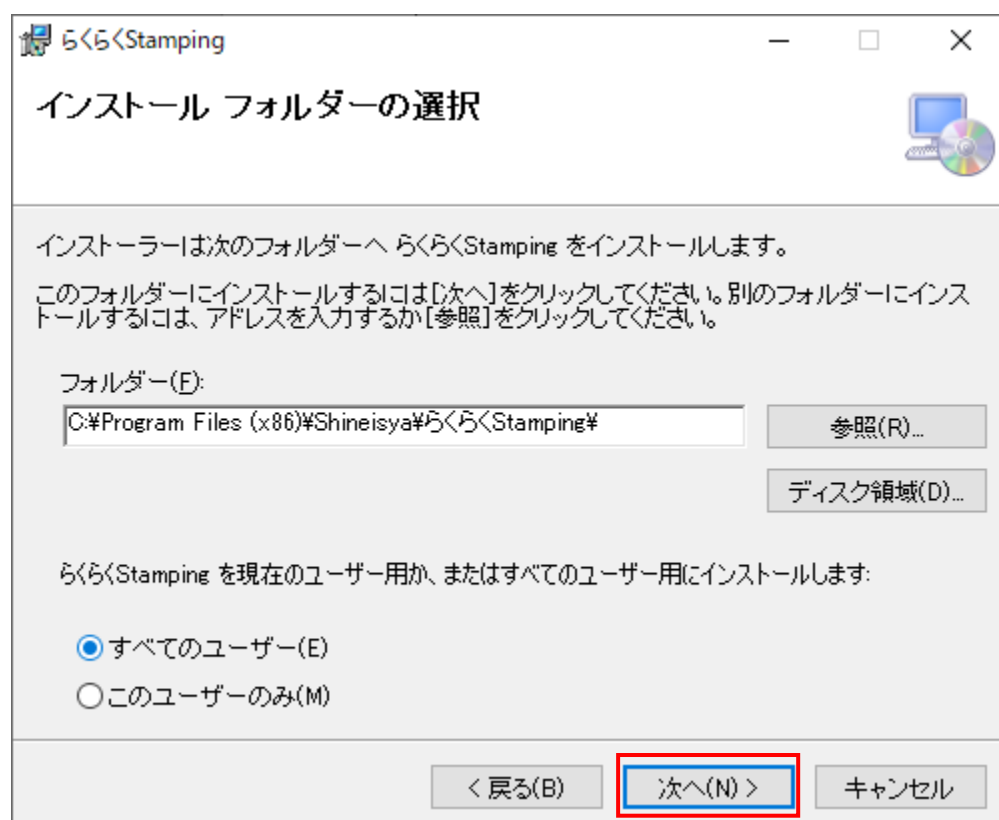 らくらくStamping
インストール フォルダーの選択
インストーラーは次のフォルダーへ らくらくStamping をインストールします。
このフォルダーにインストールするには[次へ]をクリックしてください。別のフォルダーにインス
トールするには、アドレスを入力するか[参照]をクリックしてください。
フォルダー(F):
C:¥Program Files (x86)¥Shineisya¥らくらくStamping¥
参照(R)...
ディスク領域(D)...
らくらくStamping を現在のユーザー用か、またはすべてのユーザー用にインストールします:
すべてのユーザー(E)
このユーザーのみ(M)
< 戻る(B)
次へ(N) >
キャンセル